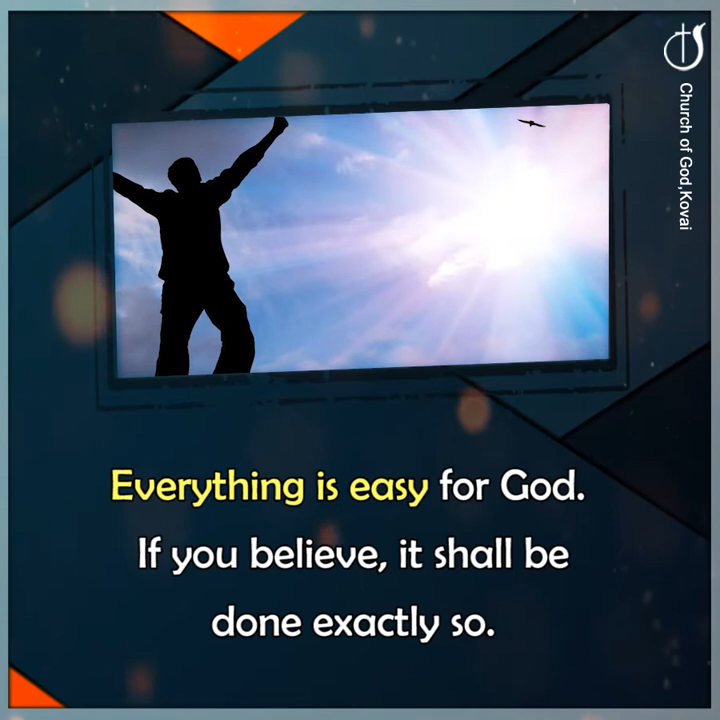 Church of God,Kovai
Everything is easy for God.
If you believe, it shall be
done exactly so.